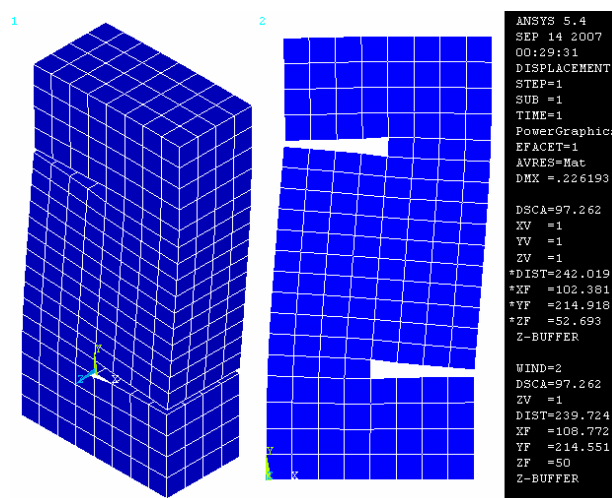 1
2
ANSYS 5.4
SEP 14 2007
00:29:31
DISPLACEMENT
STEP=1
SUB =1
TIME=1
PowerGraphics
EFACET=1
AVRES=Mat
DMX =.226193
DSCA=97.262
XV =1
YV =1
ZV =1
*DIST=242.019
*XF =102.381
*YF =214.918
*ZF =52.693
Z-BUFFER
WIND=2
DSCA=97.262
ZV =1
DIST=239.724
XF =108.772
YF =214.551
ZF =50
Z-BUFFER
Y
Z
X
Y
X